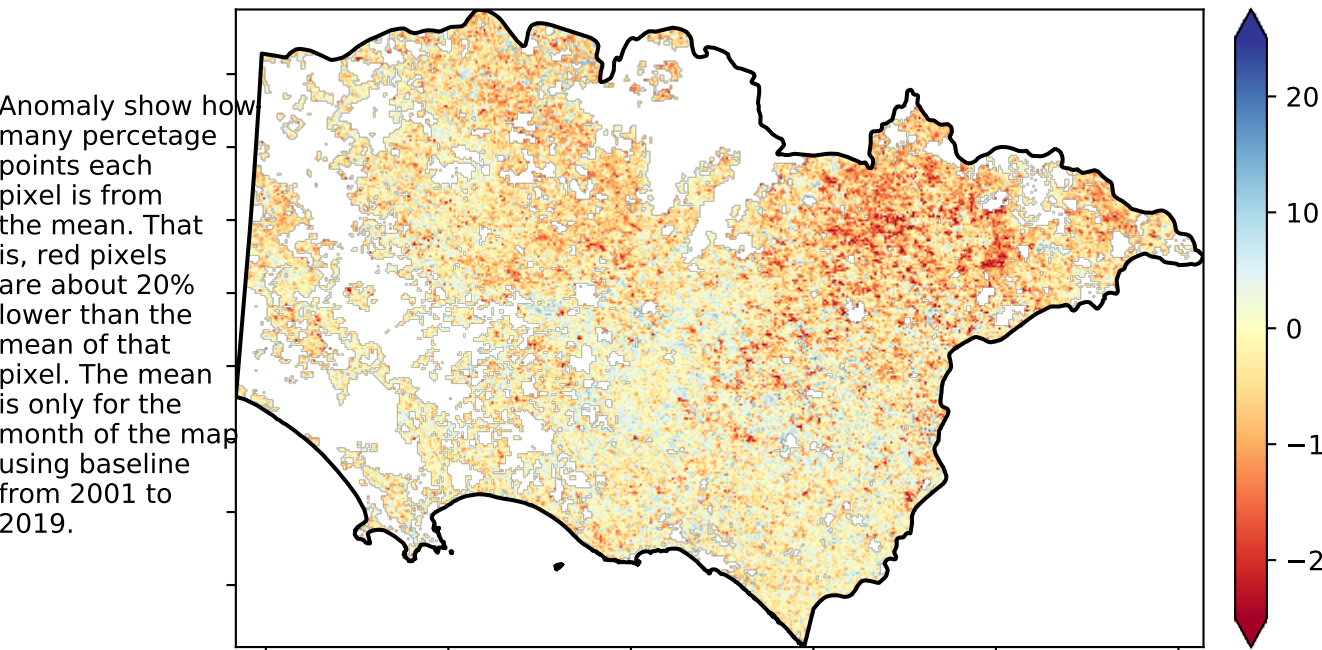 Anomaly show how
many percetage
points each
pixel is from
the mean. That
is, red pixels
are about 20%
lower than the
mean of that
pixel. The mean
is only for the
month of the map
using baseline
from 2001 to
2019.
20
10
0
−1
−2